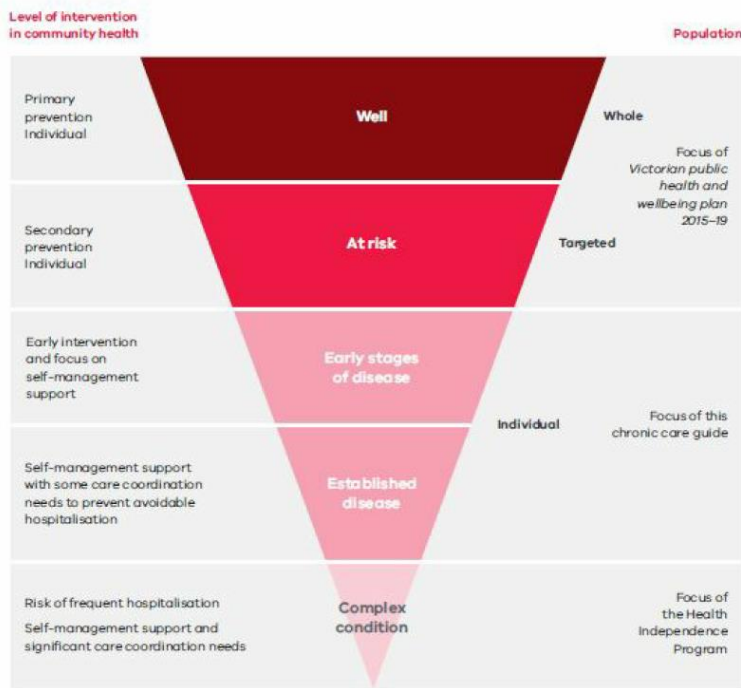 Level of intervention
in community health
Population
Primary
prevention
Individual
Well
Whole
Focus of
Victorian public
health and
wellbeing plan
2015–19
Secondary
prevention
Individual
At risk
Targeted
Early intervention
and focus on
self-management
support
Early stages
of disease
Individual
Focus of this
chronic care guide
Self-management support
with some care coordination
needs to prevent avoidable
hospitalisation
Established
disease
Risk of frequent hospitalisation
Self-management support and
significant care coordination needs
Complex
condition
Focus of
the Health
Independence
Program